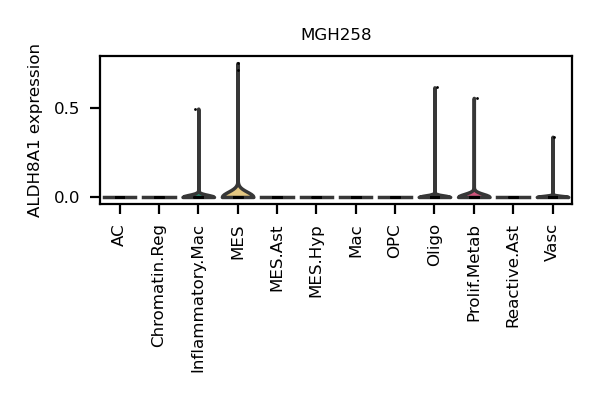 MGH258
ALDH8A1 expression
0.5
0.0
AC
Chromatin.Reg
Inflammatory.Mac
MES
MES.Ast
MES.Hyp
Mac
OPC
Oligo
Prolif.Metab
Reactive.Ast
Vasc